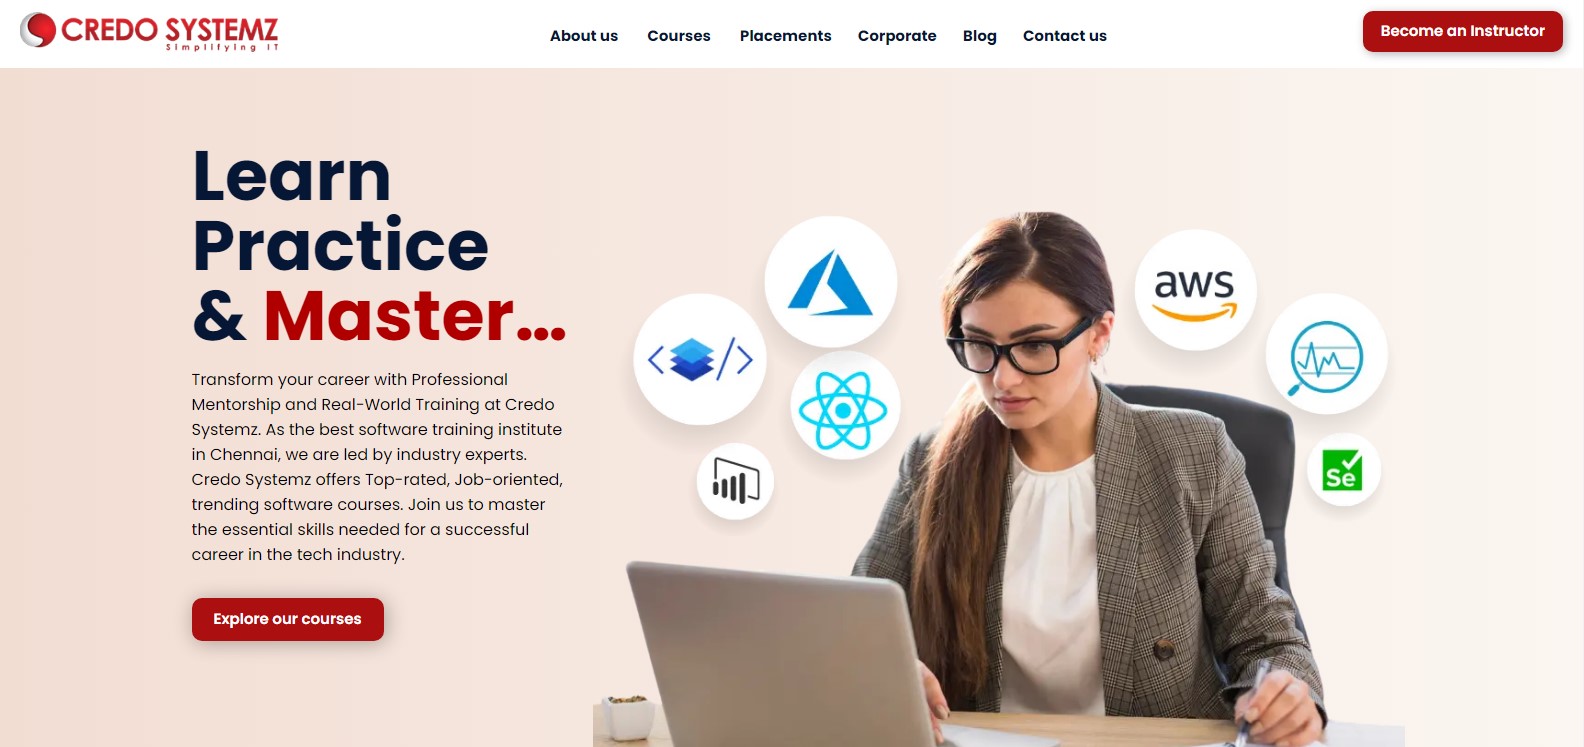 CREDO SYSTEMZ
Simplifying IT
About us
Courses
Placements
Corporate
Blog
Contact us
Become an Instructor
Learn
Practice
& Master...
Transform your career with Professional
Mentorship and Real-World Training at Credo
Systemz. As the best software training institute
in Chennai, we are led by industry experts.
Credo Systemz offers Top-rated, Job-oriented,
trending software courses. Join us to master
the essential skills needed for a successful
career in the tech industry.
Explore our courses
aws
Se